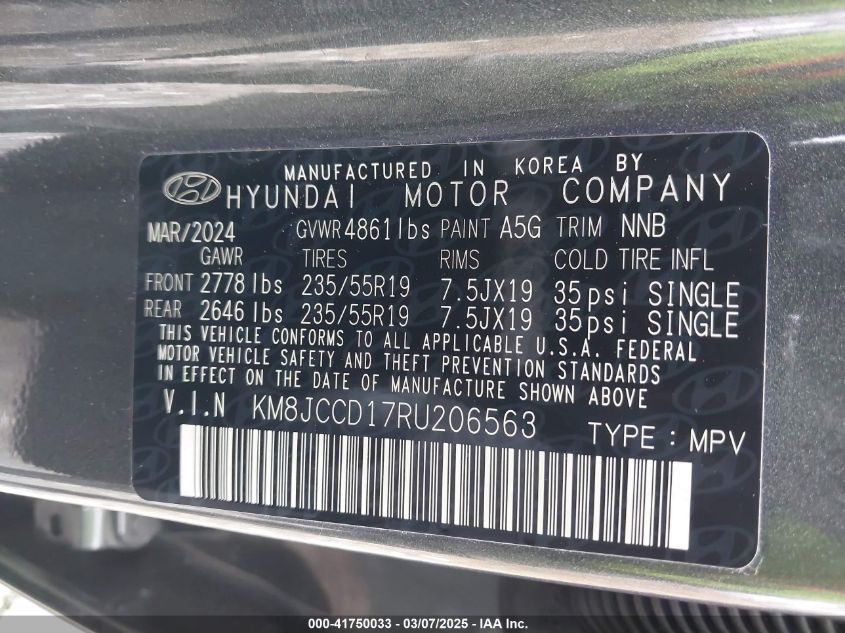 MANUFACTURED IN KOREA BY
HYUNDAI MOTOR COMPANY
MAR/2024 GVWR 4861lbs PAINT A5G TRIM NNB
GAWR TIRES RIMS COLD TIRE INFL
FRONT 2778 lbs 235/55R19 7.5JX19 35psi SINGLE
REAR 2646 lbs 235/55R19 7.5JX19 35psi SINGLE
THIS VEHICLE CONFORMS TO ALL APPLICABLE U.S.A. FEDERAL
MOTOR VEHICLE SAFETY AND THEFT PREVENTION STANDARDS
IN EFFECT ON THE DATE OF MANUFACTURE SHOWN ABOVE
V.I.N KM8JCCD17RU206563 TYPE : MPV
000-41750033 - 03/07/2025 - IAA Inc.